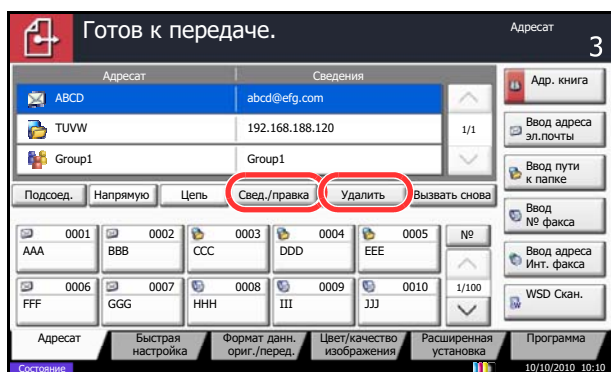 Готов к передаче.
Адресат
3
Адресат Сведения
ABCD abcd@efg.com
TUVW 192.168.188.120 1/1
Group1 Group1
Подсоед. Напрямую Цепь Свед./правка Удалить Вызвать снова
0001 0002 0003 0004 0005 №
AAA BBB CCC DDD EEE
0006 0007 0008 0009 0010 1/100
FFF GGG HHH III JJJ
Адр. книга
Ввод адреса
эл.почты
Ввод пути
к папке
Ввод
№ факса
Ввод адреса
Инт. факса
WSD Скан.
Адресат
Быстрая
настройка
Формат данн.
ориг./перед.
Цвет/качество
изображения
Расширенная
установка
Программа
Состояние 10/10/2010 10:10